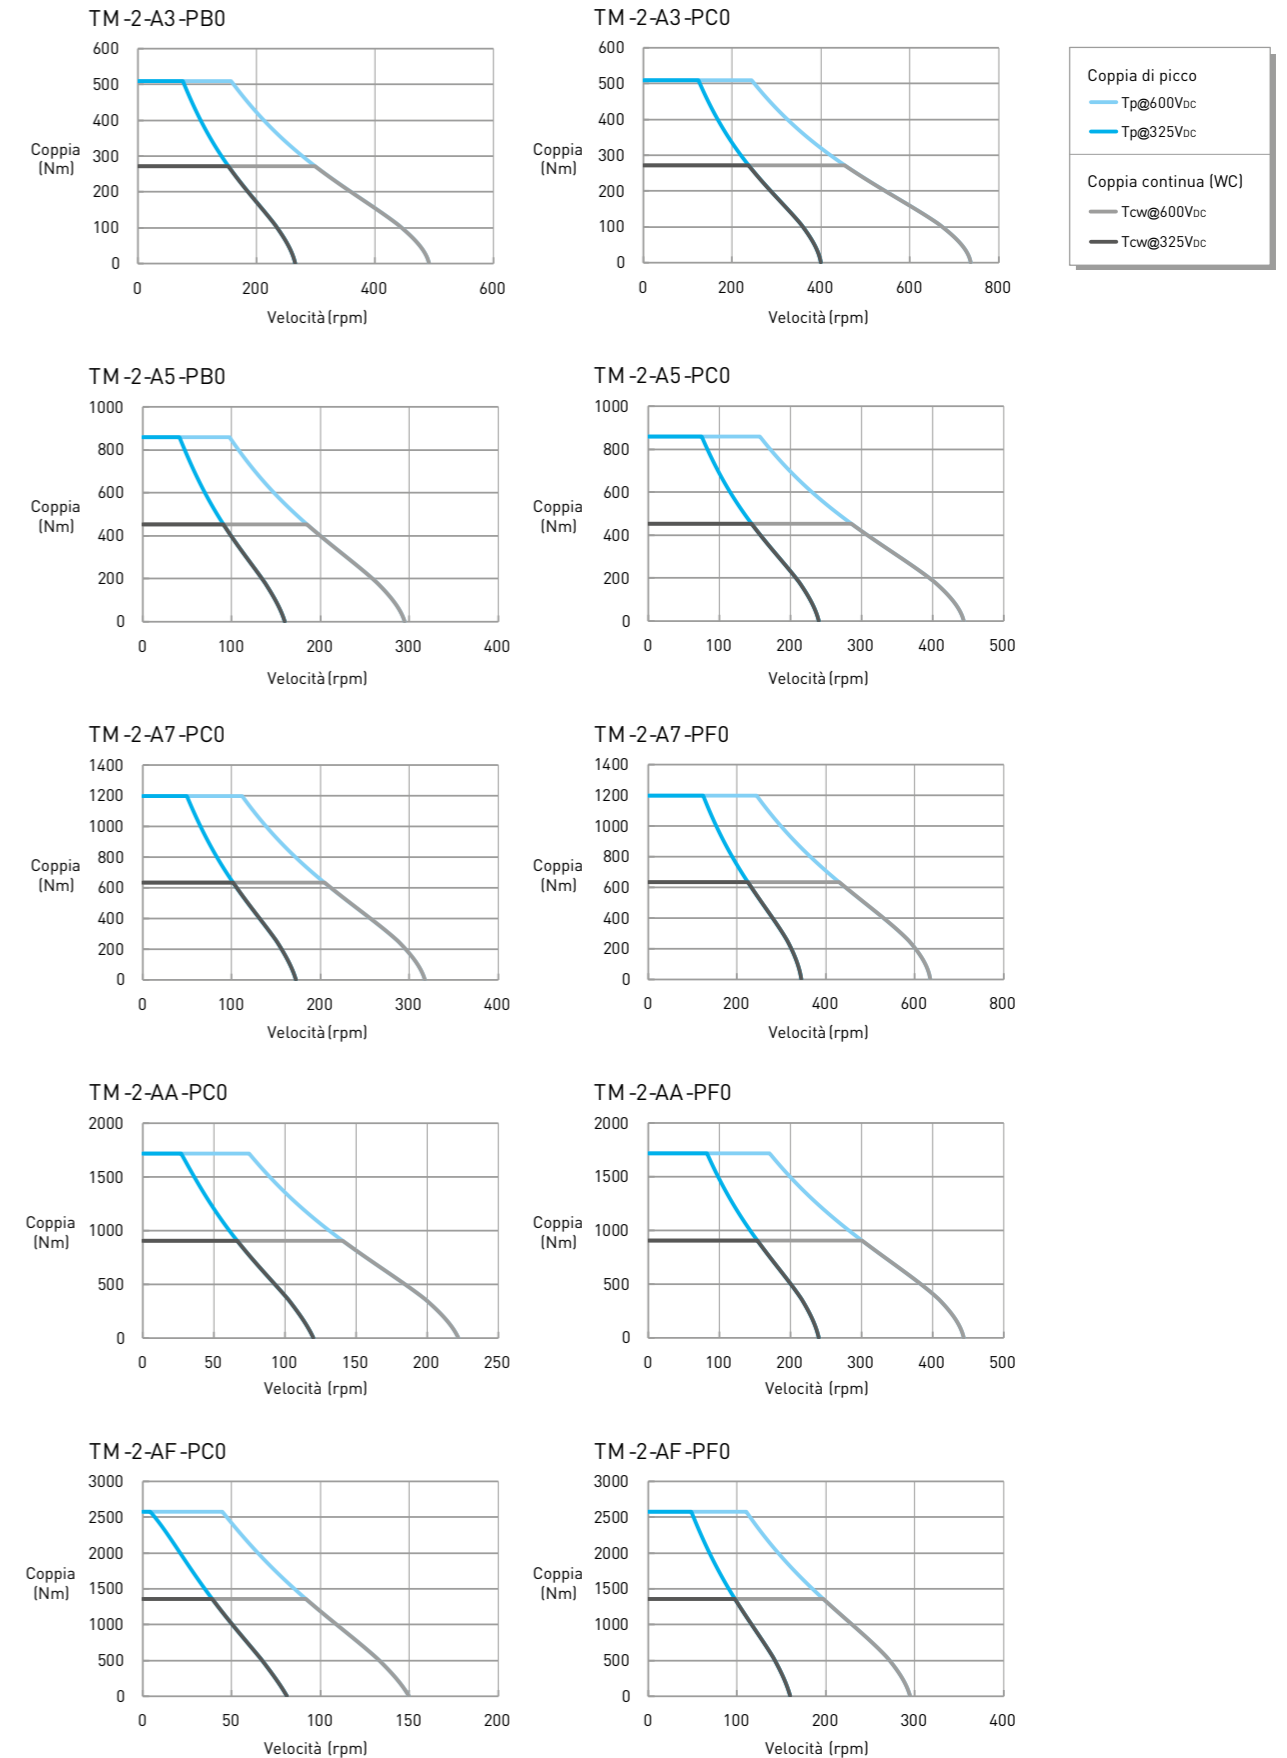 TM-2-A3-PB0
600
500
400
300
200
100
0
Coppia
(Nm)
0 200 400 600
Velocità (rpm)
TM-2-A3-PC0
600
500
400
300
200
100
0
Coppia
(Nm)
0 200 400 600 800
Velocità (rpm)
Coppia di picco
Tp@600VDC
Tp@325VDC
Coppia continua (WC)
Tcw@600VDC
Tcw@325VDC
TM-2-A5-PB0
1000
800
600
400
200
0
Coppia
(Nm)
0 100 200 300 400
Velocità (rpm)
TM-2-A5-PC0
1000
800
600
400
200
0
Coppia
(Nm)
0 100 200 300 400 500
Velocità (rpm)
TM-2-A7-PC0
1400
1200
1000
800
600
400
200
0
Coppia
(Nm)
0 100 200 300 400
Velocità (rpm)
TM-2-A7-PF0
1400
1200
1000
800
600
400
200
0
Coppia
(Nm)
0 200 400 600 800
Velocità (rpm)
TM-2-AA-PC0
2000
1500
1000
500
0
Coppia
(Nm)
0 50 100 150 200 250
Velocità (rpm)
TM-2-AA-PF0
2000
1500
1000
500
0
Coppia
(Nm)
0 100 200 300 400 500
Velocità (rpm)
TM-2-AF-PC0
3000
2500
2000
1500
1000
500
0
Coppia
(Nm)
0 50 100 150 200
Velocità (rpm)
TM-2-AF-PF0
3000
2500
2000
1500
1000
500
0
Coppia
(Nm)
0 100 200 300 400
Velocità (rpm)